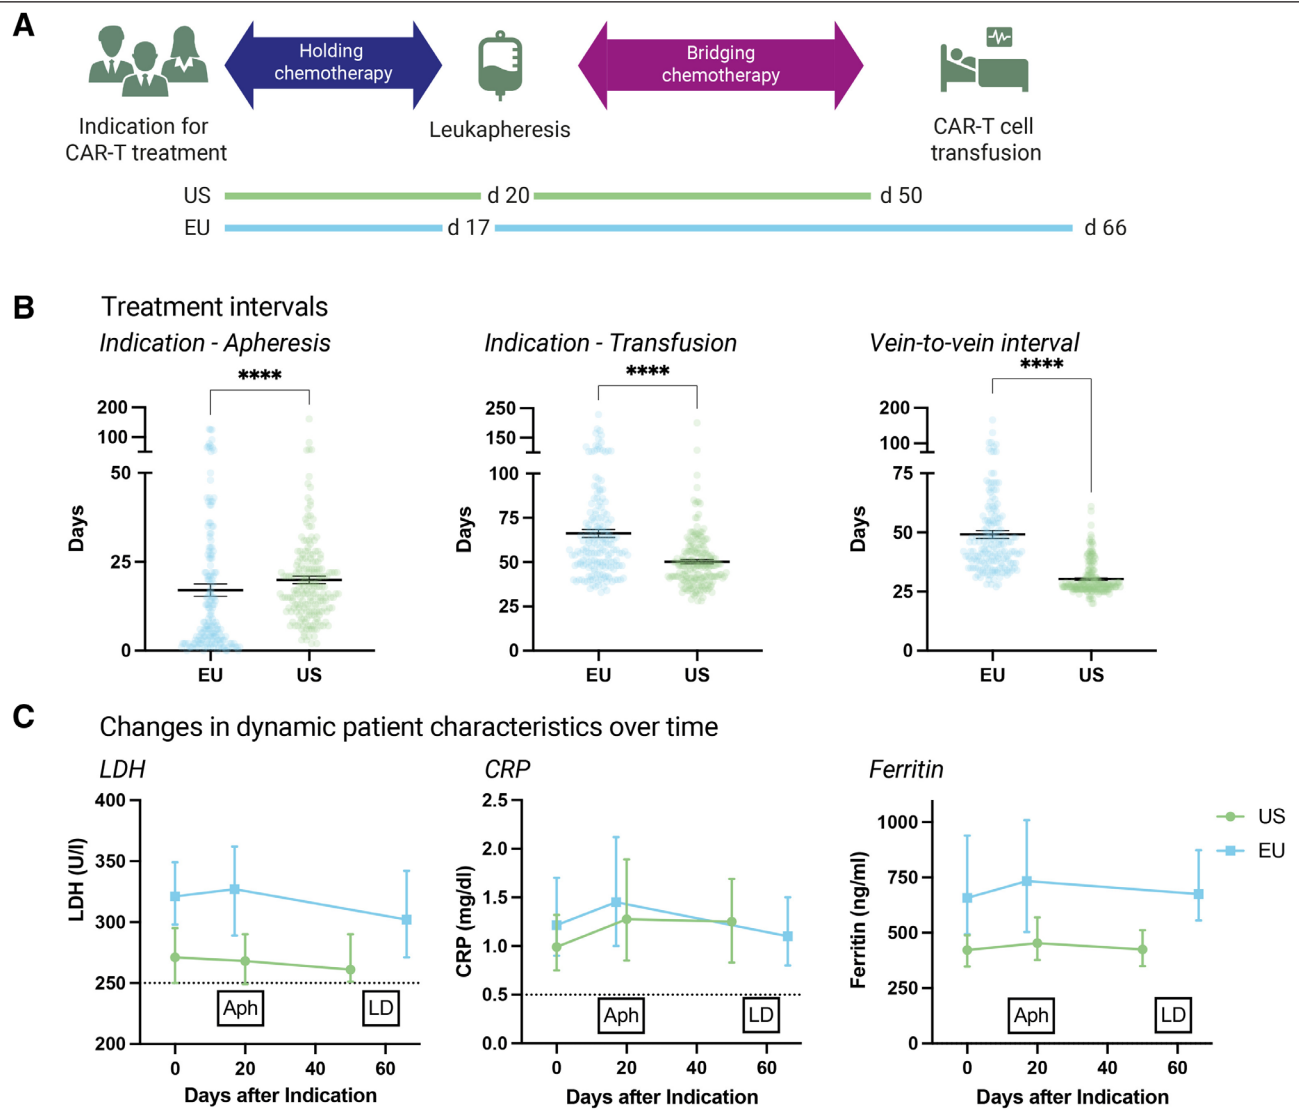 A
Holding
chemotherapy
Bridging
chemotherapy
Indication for
CAR-T treatment
Leukapheresis
CAR-T cell
transfusion
US d 20 d 50
EU d 17 d 66
B
Treatment intervals
Indication - Apheresis
Indication - Transfusion
Vein-to-vein interval
****
****
****
Days
200
100
50
25
0
EU US
Days
250
150
100
75
50
25
0
EU US
Days
200
100
75
50
25
0
EU US
C
Changes in dynamic patient characteristics over time
LDH
LDH (U/l)
400
350
300
250
200
Aph LD
0 20 40 60
Days after Indication
CRP
CRP (mg/dl)
2.5
2.0
1.5
1.0
0.5
0.0
Aph LD
0 20 40 60
Days after Indication
Ferritin
Ferritin (ng/ml)
1000
750
500
250
0
Aph LD
0 20 40 60
Days after Indication
US
EU